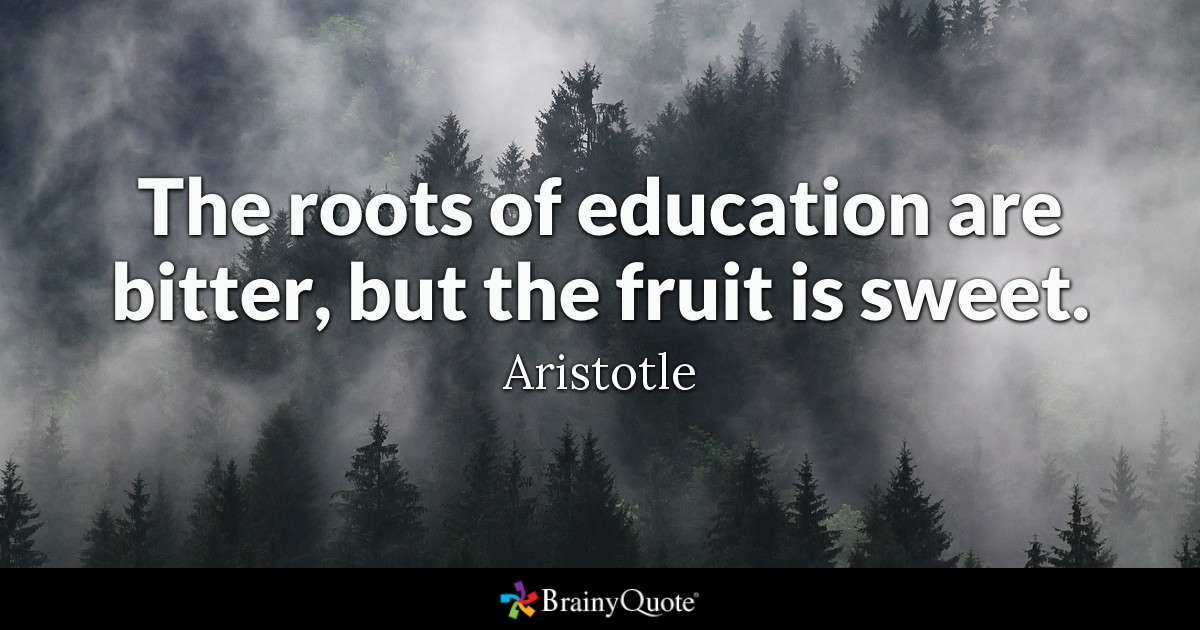 The roots of education are
bitter, but the fruit is sweet.
Aristotle
BrainyQuote®